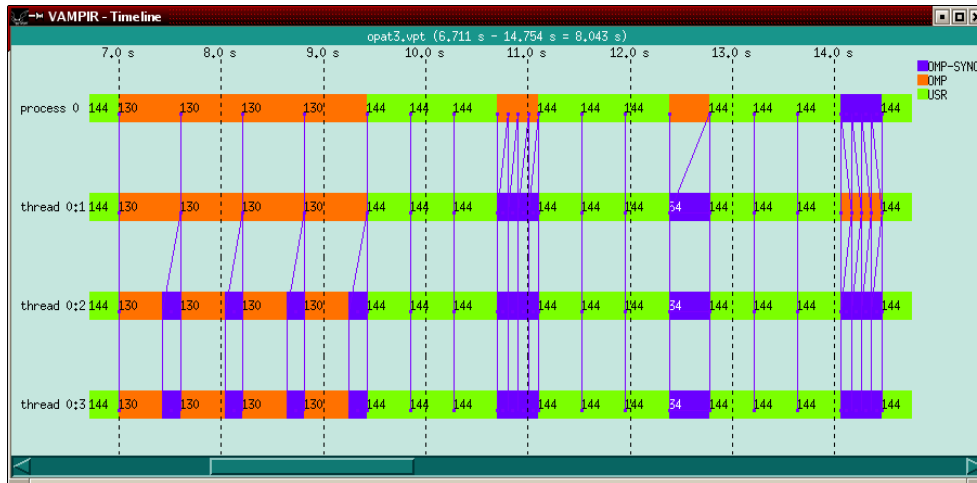 VAMPIR - Timeline
opat3.vpt (6.711 s - 14.754 s = 8.043 s)
7.0 s 8.0 s 9.0 s 10.0 s 11.0 s 12.0 s 13.0 s 14.0 s
OMP-SYNC
OMP
USR
process 0 144 130 130 130 130 144 144 144 144 144 144 144 144 144 144
thread 0:1 144 130 130 130 130 144 144 144 144 144 144 54 144 144 144 144
thread 0:2 144 130 130 130 130 144 144 144 144 144 144 34 144 144 144 144
thread 0:3 144 130 130 130 130 144 144 144 144 144 144 34 144 144 144 144